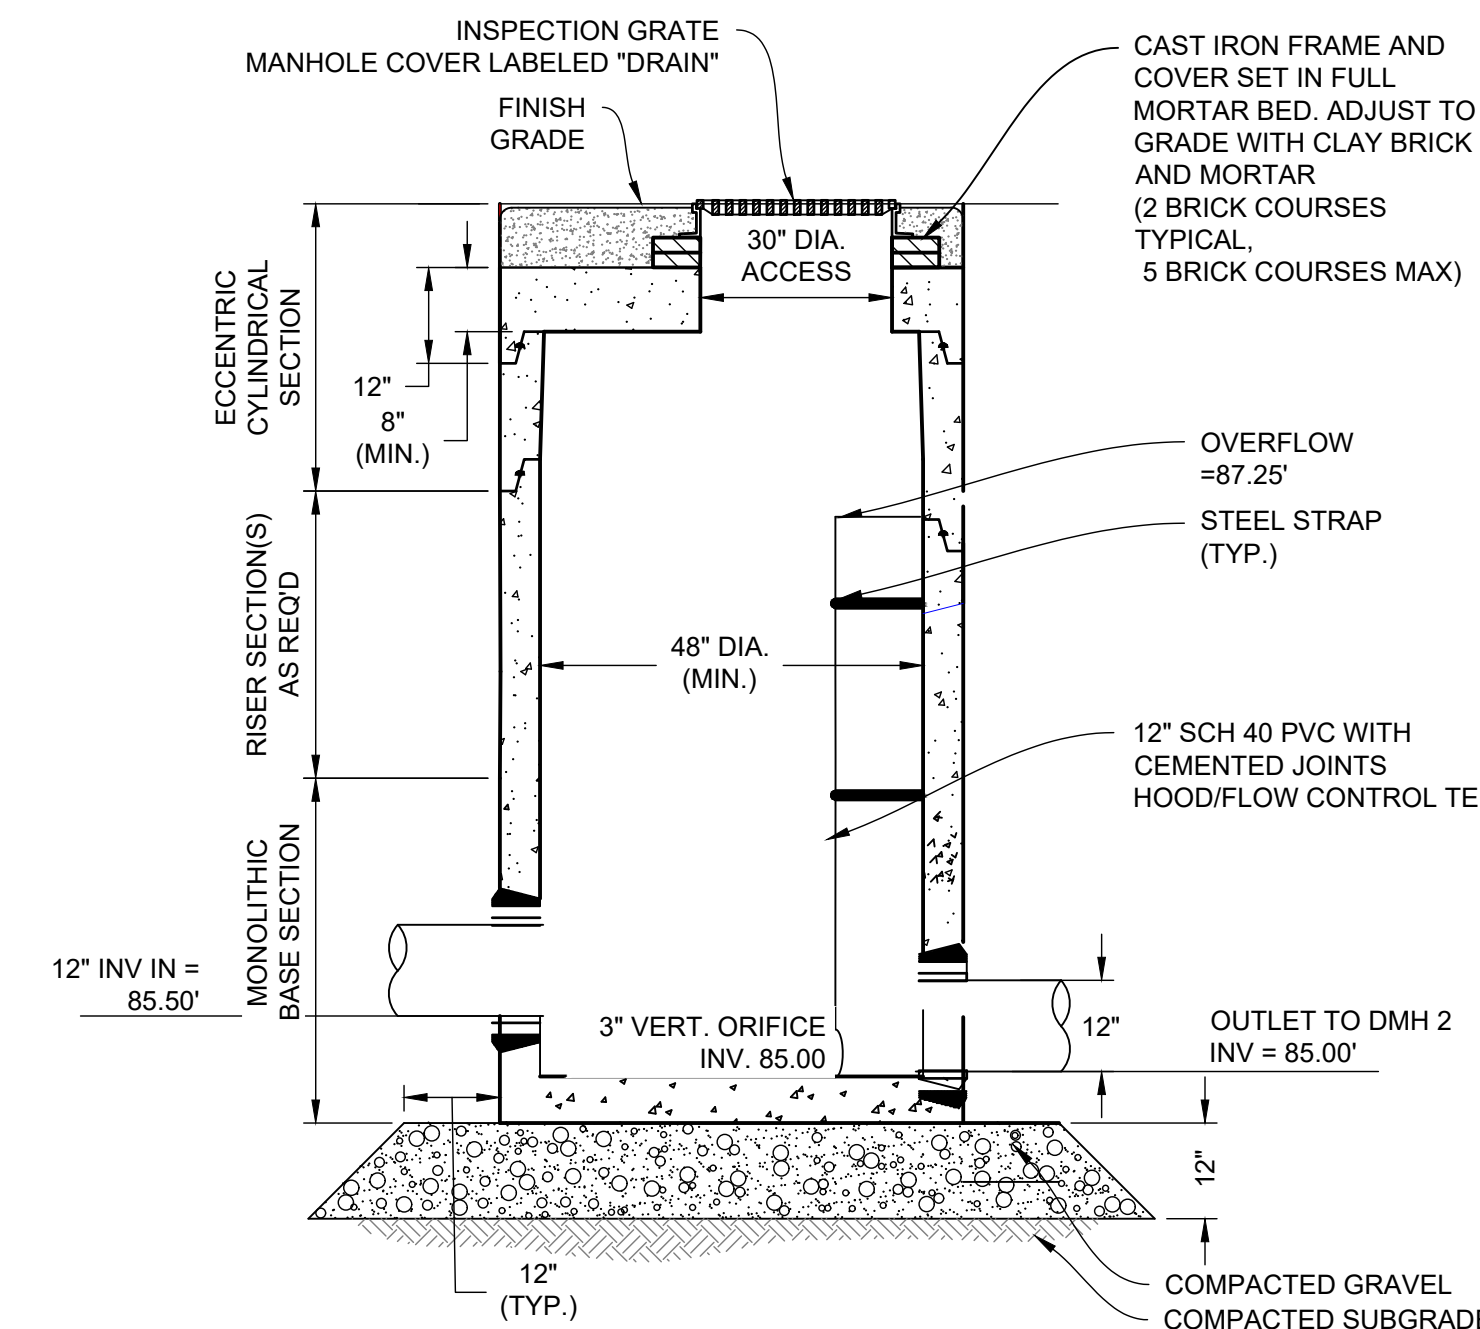 INSPECTION GRATE
MANHOLE COVER LABELED "DRAIN"
FINISH
GRADE
CAST IRON FRAME AND
COVER SET IN FULL
MORTAR BED. ADJUST TO
GRADE WITH CLAY BRICK
AND MORTAR
(2 BRICK COURSES
TYPICAL,
5 BRICK COURSES MAX)
30" DIA.
ACCESS
ECCENTRIC
CYLINDRICAL
SECTION
12"
8"
(MIN.)
OVERFLOW
=87.25'
STEEL STRAP
(TYP.)
RISER SECTION(S)
AS REQ'D
48" DIA.
(MIN.)
12" SCH 40 PVC WITH
CEMENTED JOINTS
HOOD/FLOW CONTROL TE
MONOLITHIC
BASE SECTION
12" INV IN =
85.50'
3" VERT. ORIFICE
INV. 85.00
12"
OUTLET TO DMH 2
INV = 85.00'
12"
12"
(TYP.)
COMPACTED GRAVEL
COMPACTED SUBGRADE